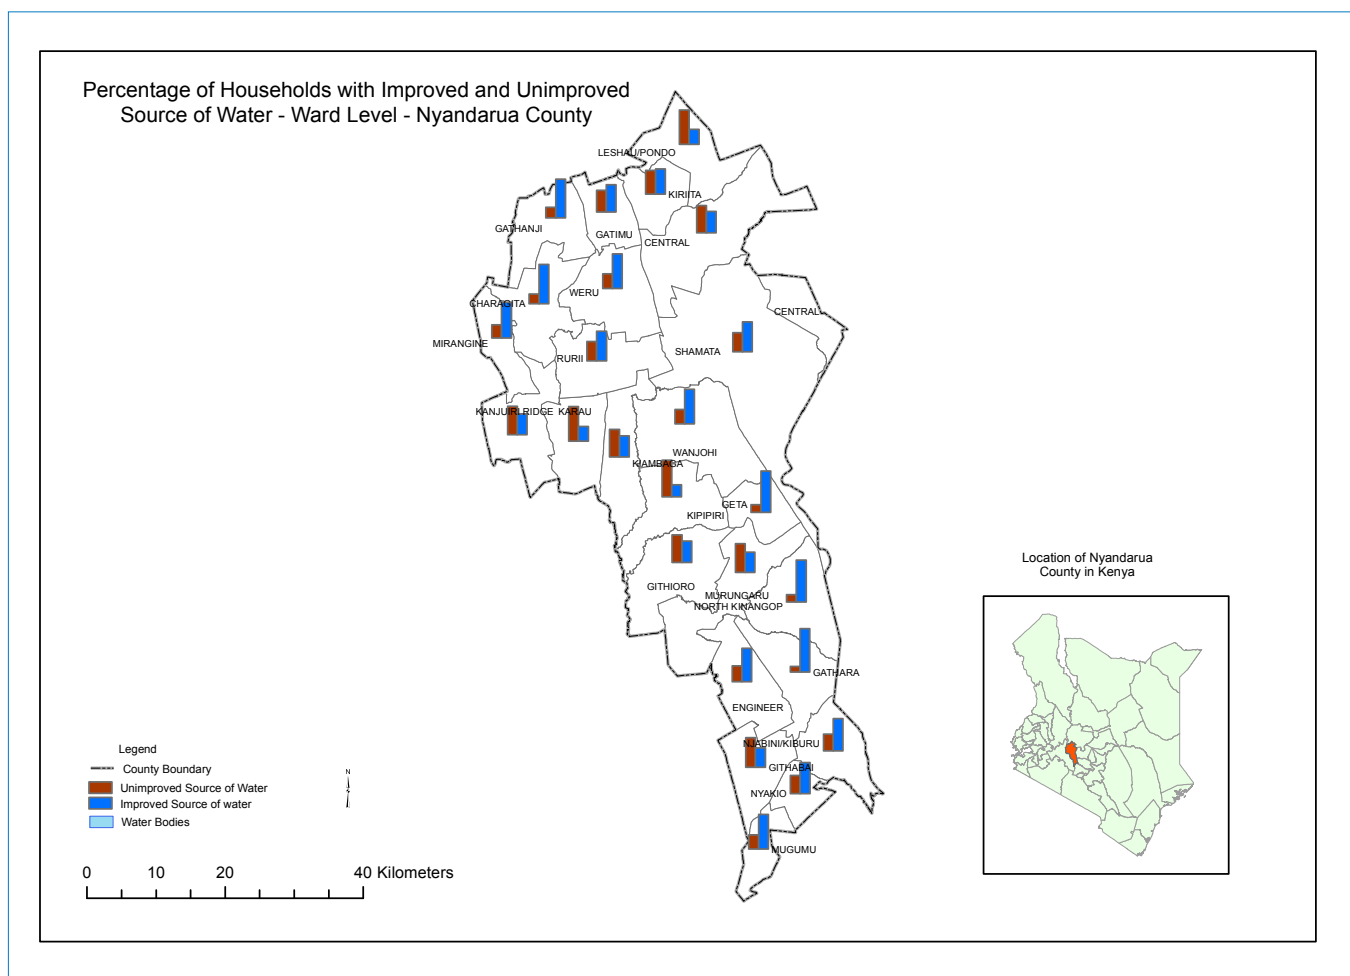 Percentage of Households with Improved and Unimproved
Source of Water - Ward Level - Nyandarua County
LESHAU/PONDO
KIRIITA
GATHANJI
GATIMU
CENTRAL
WERU
CHARAGITA
CENTRAL
MIRANGINE
RURII
SHAMATA
KANJUIRI RIDGE
KARAU
WANJOHI
KIAMBAGA
GETA
KIPIPIRI
GITHIORO
MURUNGARU
NORTH KINANGOP
GATHARA
ENGINEER
NJABINI/KIBURU
GITHABAI
NYAKIO
MUGUMU
Location of Nyandarua
County in Kenya
Legend
County Boundary
Unimproved Source of Water
Improved Source of water
Water Bodies
N
0 10 20 40 Kilometers